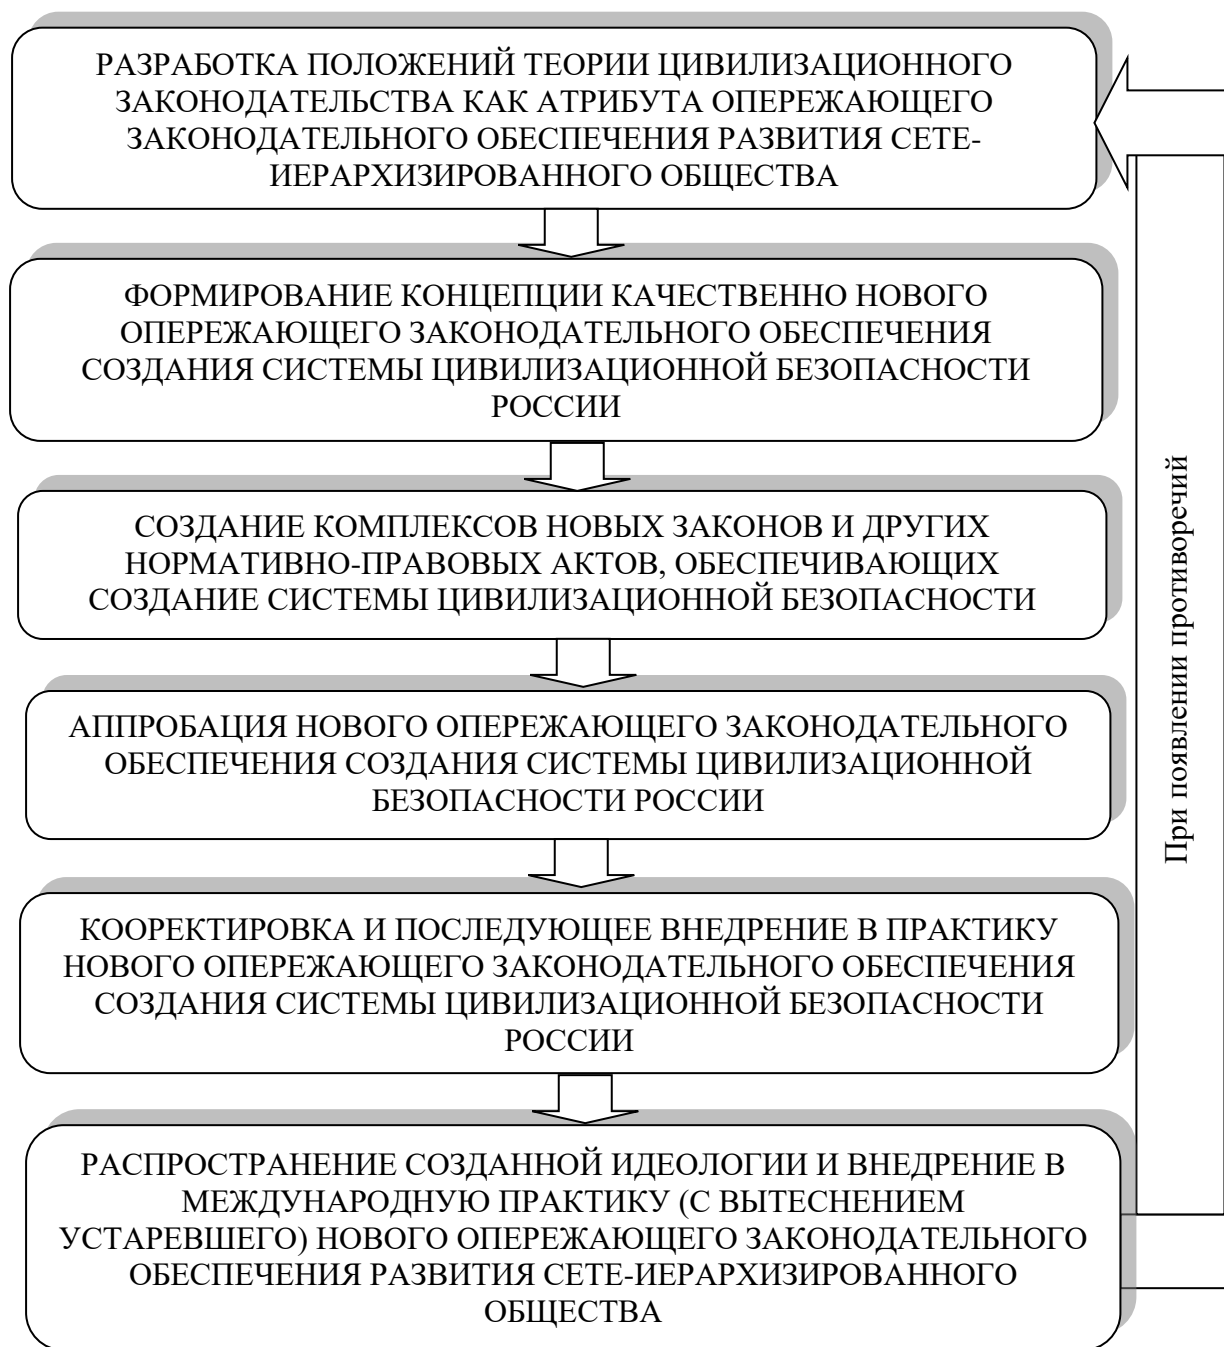 РАЗРАБОТКА ПОЛОЖЕНИЙ ТЕОРИИ ЦИВИЛИЗАЦИОННОГО
ЗАКОНОДАТЕЛЬСТВА КАК АТРИБУТА ОПЕРЕЖАЮЩЕГО
ЗАКОНОДАТЕЛЬНОГО ОБЕСПЕЧЕНИЯ РАЗВИТИЯ СЕТЕ-
ИЕРАРХИЗИРОВАННОГО ОБЩЕСТВА
ФОРМИРОВАНИЕ КОНЦЕПЦИИ КАЧЕСТВЕННО НОВОГО
ОПЕРЕЖАЮЩЕГО ЗАКОНОДАТЕЛЬНОГО ОБЕСПЕЧЕНИЯ
СОЗДАНИЯ СИСТЕМЫ ЦИВИЛИЗАЦИОННОЙ БЕЗОПАСНОСТИ
РОССИИ
СОЗДАНИЕ КОМПЛЕКСОВ НОВЫХ ЗАКОНОВ И ДРУГИХ
НОРМАТИВНО-ПРАВОВЫХ АКТОВ, ОБЕСПЕЧИВАЮЩИХ
СОЗДАНИЕ СИСТЕМЫ ЦИВИЛИЗАЦИОННОЙ БЕЗОПАСНОСТИ
АППРОБАЦИЯ НОВОГО ОПЕРЕЖАЮЩЕГО ЗАКОНОДАТЕЛЬНОГО
ОБЕСПЕЧЕНИЯ СОЗДАНИЯ СИСТЕМЫ ЦИВИЛИЗАЦИОННОЙ
БЕЗОПАСНОСТИ РОССИИ
КООРЕКТИРОВКА И ПОСЛЕДУЮЩЕЕ ВНЕДРЕНИЕ В ПРАКТИКУ
НОВОГО ОПЕРЕЖАЮЩЕГО ЗАКОНОДАТЕЛЬНОГО ОБЕСПЕЧЕНИЯ
СОЗДАНИЯ СИСТЕМЫ ЦИВИЛИЗАЦИОННОЙ БЕЗОПАСНОСТИ
РОССИИ
РАСПРОСТРАНЕНИЕ СОЗДАННОЙ ИДЕОЛОГИИ И ВНЕДРЕНИЕ В
МЕЖДУНАРОДНУЮ ПРАКТИКУ (С ВЫТЕСНЕНИЕМ
УСТАРЕВШЕГО) НОВОГО ОПЕРЕЖАЮЩЕГО ЗАКОНОДАТЕЛЬНОГО
ОБЕСПЕЧЕНИЯ РАЗВИТИЯ СЕТЕ-ИЕРАРХИЗИРОВАННОГО
ОБЩЕСТВА
При появлении противоречий